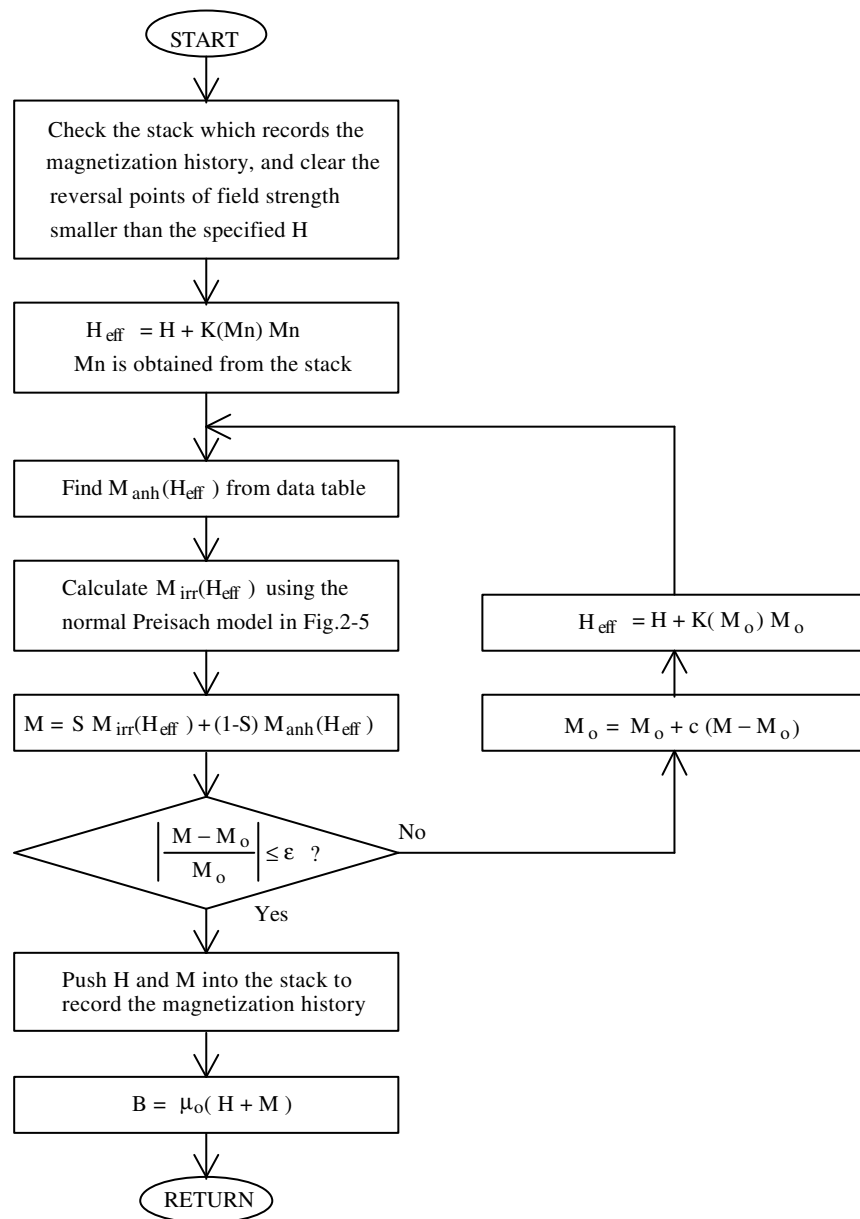 START
Check the stack which records the
magnetization history, and clear the
reversal points of field strength
smaller than the specified H
H eff = H + K(Mn) Mn
Mn is obtained from the stack
Find M anh (H eff ) from data table
Calculate M irr (H eff ) using the
normal Preisach model in Fig.2-5
M = S M irr (H eff ) + (1-S) M anh (H eff )
| (M – M o) / M o | ≤ ε ?
No
M o = M o + c (M – M o )
H eff = H + K( M o ) M o
Yes
Push H and M into the stack to
record the magnetization history
B = μo ( H + M )
RETURN